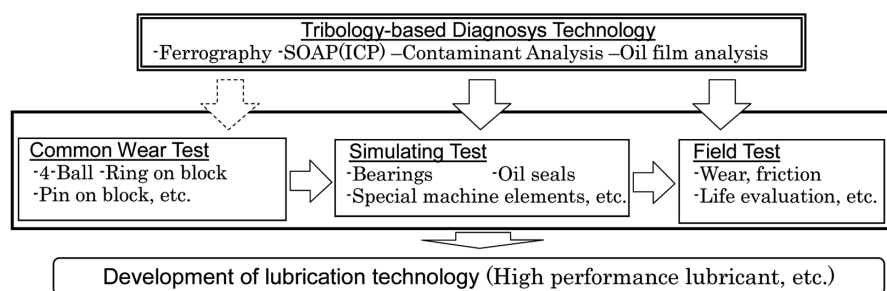 Tribology-based Diagnosys Technology
-Ferrography -SOAP(ICP) –Contaminant Analysis –Oil film analysis
Common Wear Test
-4-Ball -Ring on block
-Pin on block, etc.
Simulating Test
-Bearings -Oil seals
-Special machine elements, etc.
Field Test
-Wear, friction
-Life evaluation, etc.
Development of lubrication technology (High performance lubricant, etc.)